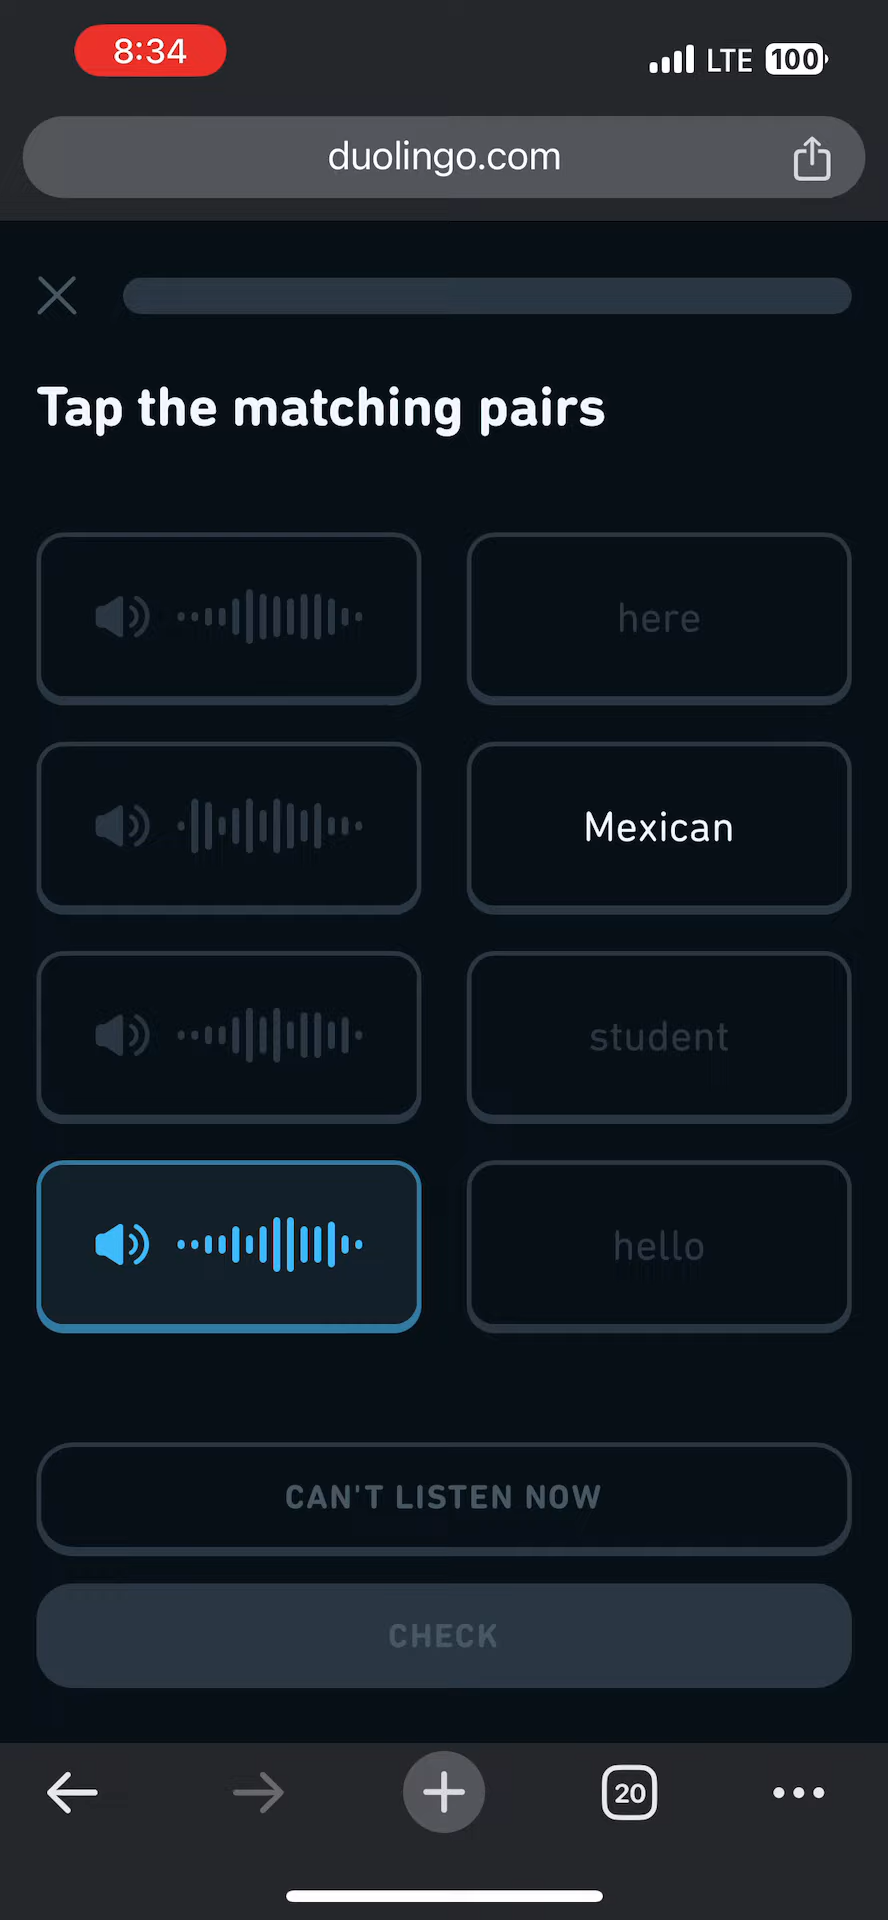 8:34
LTE
100
duolingo.com
Tap the matching pairs
here
Mexican
student
hello
CAN'T LISTEN NOW
CHECK
20